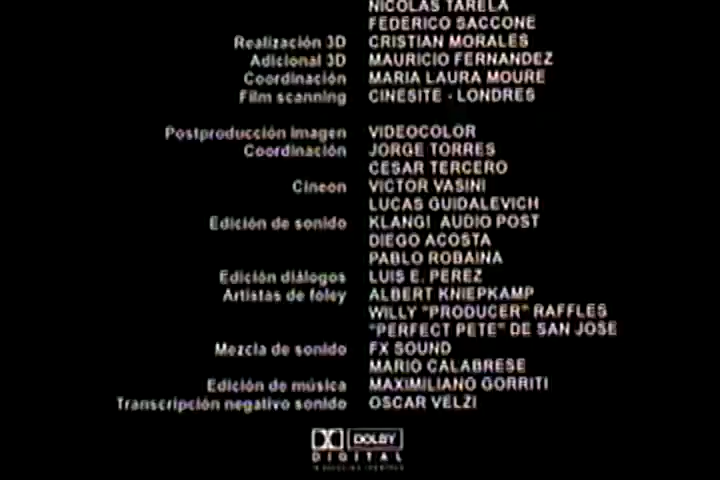 NICOLAS TARELA
FEDERICO SACCONE
Realización 3D CRISTIAN MORALES
Adicional 3D MAURICIO FERNANDEZ
Coordinación MARIA LAURA MOURE
Film scanning CINESITE - LONDRES
Postproducción imagen VIDEOCOLOR
Coordinación JORGE TORRES
CESAR TERCERO
Cineon VICTOR VASINI
LUCAS GUIDALEVICH
Edición de sonido KLANG! AUDIO POST
DIEGO ACOSTA
PABLO ROBAINA
Edición diálogos LUIS E. PEREZ
Artistas de foley ALBERT KNIEPKAMP
WILLY "PRODUCER" RAFFLES
"PERFECT PETE" DE SAN JOSE
Mezcla de sonido FX SOUND
MARIO CALABRESE
Edición de música MAXIMILIANO GORRITI
Transcripción negativo sonido OSCAR VELZI
DOLBY
DIGITAL